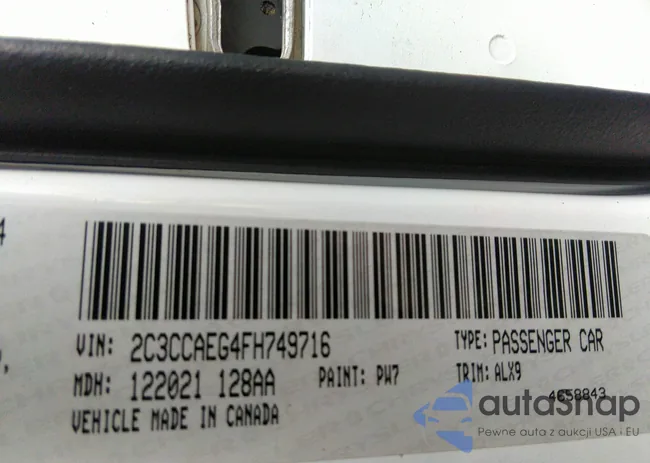 4
VIN: 2C3CCAEG4FH749716 TYPE: PASSENGER CAR
MDH: 122021 128AA PAINT: PW7 TRIM: ALX9
4658843
VEHICLE MADE IN CANADA
autosnap
Pewne auta z aukcji USA i EU